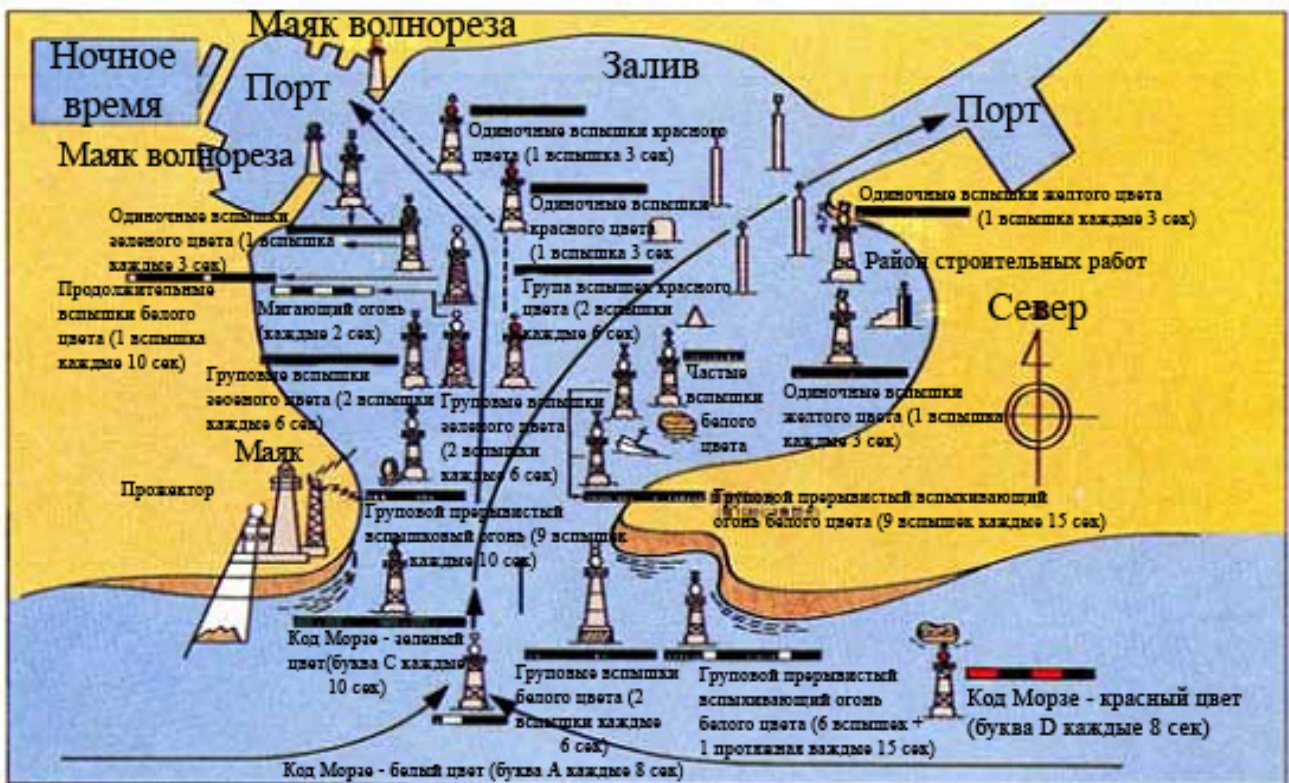 Маяк волнореза
Ночное
время
Порт
Залив
Порт
Маяк волнореза
Одиночные вспышки красного
цвета (1 вспышка 3 сек)
Одиночные вспышки желтого цвета
(1 вспышка каждые 3 сек)
Одиночные вспышки
зеленого цвета (1 вспышка
каждые 3 сек)
Одиночные вспышки
красного цвета
(1 вспышка 3 сек
Район строительных работ
Продолжительные
вспышки белого
цвета (1 вспышка
каждые 10 сек)
Мигающий огонь
(каждые 2 сек)
Група вспышек красного
цвета (2 вспышки
каждые 6 сек)
Север
Груповые вспышки
зеоеного цвета (2 вспышки
каждые 6 сек)
Груповые вспышки
зеленого цвета
(2 вспышки
каждые 6 сек)
Частые
вспышки
белого
цвета
Одиночные вспышки
желтого цвета (1 вспышка
каждые 3 сек)
Маяк
Прожектор
Груповой прерывистый
вспышковый огонь (9 вспышек
каждые 10 сек)
Груповой прерывистый вспыхивающий
огонь белого цвета (9 вспышек каждые 15 сек)
Код Морзе - зеленый
цвет(буква С каждые
10 сек)
Груповые вспышки
белого цвета (2
вспышки каждые
6 сек)
Груповой прерывистый
вспыхивающий огонь
белого цвета (6 вспышек +
1 протяжная важдые 15 сек)
Код Морзе - красный цвет
(буква D каждые 8 сек)
Код Морзе - белый цвет (буква А каждые 8 сек)